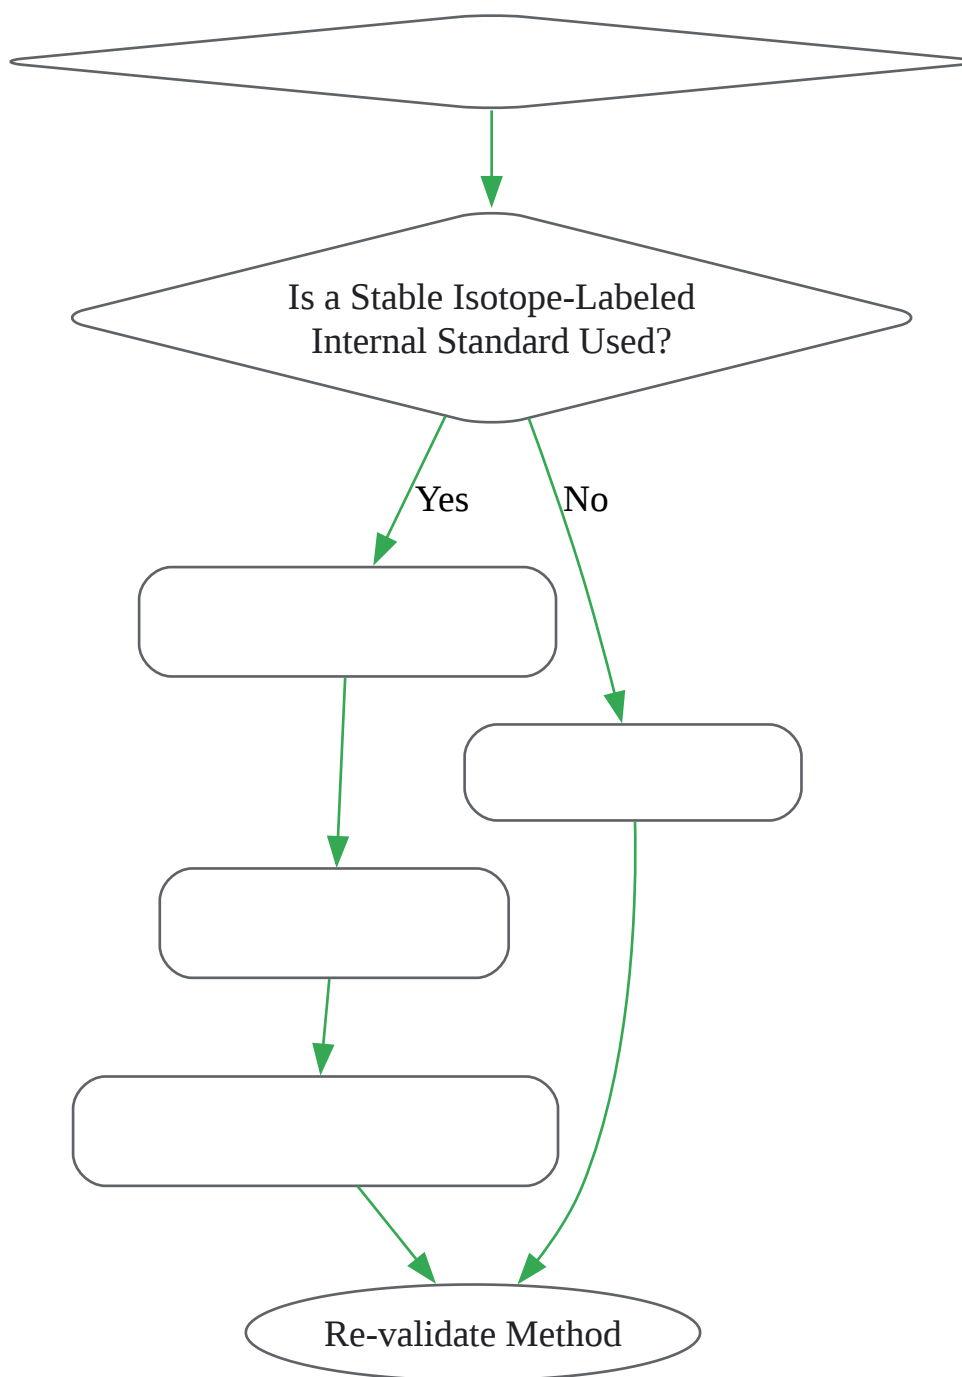 Is a Stable Isotope-Labeled
Internal Standard Used?
Yes
No
Re-validate Method